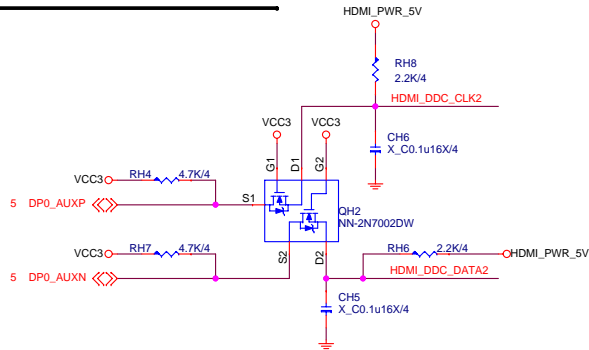 HDMI_PWR_5V
RH8
2.2K/4
HDMI_DDC_CLK2
VCC3
VCC3
CH6
X_C0.1u16X/4
G1
D1
G2
VCC3
RH4
4.7K/4
5 DP0_AUXP
S1
QH2
NN-2N7002DW
S2
D2
VCC3
RH7
4.7K/4
RH6
2.2K/4
HDMI_PWR_5V
5 DP0_AUXN
HDMI_DDC_DATA2
CH5
X_C0.1u16X/4